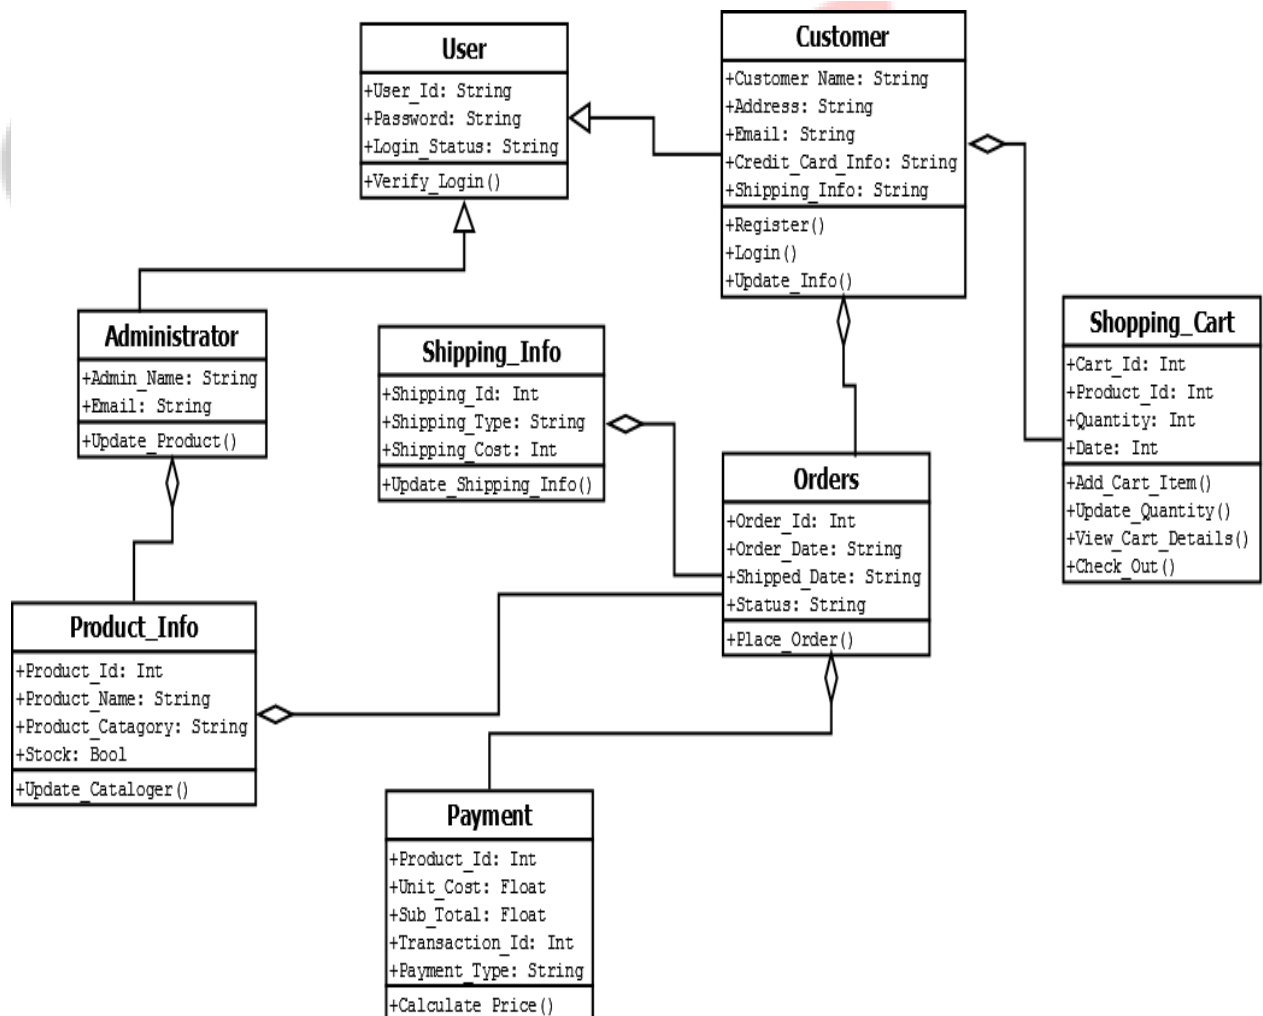 User
+User_Id: String
+Password: String
+Login_Status: String
+Verify_Login()
Customer
+Customer Name: String
+Address: String
+Email: String
+Credit_Card_Info: String
+Shipping_Info: String
+Register()
+Login()
+Update_Info()
Administrator
+Admin_Name: String
+Email: String
+Update_Product()
Shipping_Info
+Shipping_Id: Int
+Shipping_Type: String
+Shipping_Cost: Int
+Update_Shipping_Info()
Shopping_Cart
+Cart_Id: Int
+Product_Id: Int
+Quantity: Int
+Date: Int
+Add_Cart_Item()
+Update_Quantity()
+View_Cart_Details()
+Check_Out()
Orders
+Order_Id: Int
+Order_Date: String
+Shipped_Date: String
+Status: String
+Place_Order()
Product_Info
+Product_Id: Int
+Product_Name: String
+Product_Catagory: String
+Stock: Bool
+Update_Cataloger()
Payment
+Product_Id: Int
+Unit_Cost: Float
+Sub_Total: Float
+Transaction_Id: Int
+Payment_Type: String
+Calculate Price()